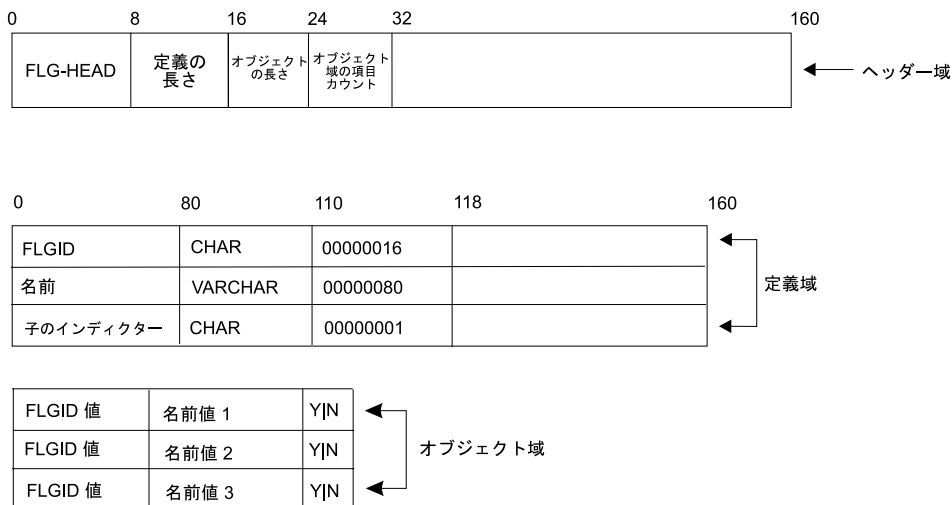 0 8 16 24 32 160
FLG-HEAD
定義の
長さ
オブジェクト
の長さ
オブジェクト
域の項目
カウント
ヘッダー域
0 80 110 118 160
FLGID CHAR 00000016
名前 VARCHAR 00000080
子のインディクター CHAR 00000001
定義域
FLGID 値 名前値 1 Y|N
FLGID 値 名前値 2 Y|N
FLGID 値 名前値 3 Y|N
オブジェクト域